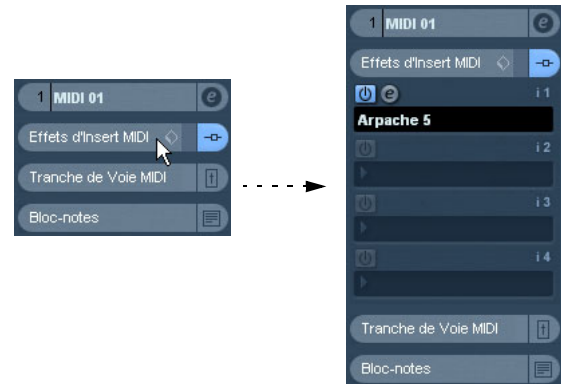 1 MIDI 01 e
Effets d'Insert MIDI
Tranche de Voie MIDI
Bloc-notes
1 MIDI 01 e
Effets d'Insert MIDI
e i 1
Arpache 5
i 2
i 3
i 4
Tranche de Voie MIDI
Bloc-notes